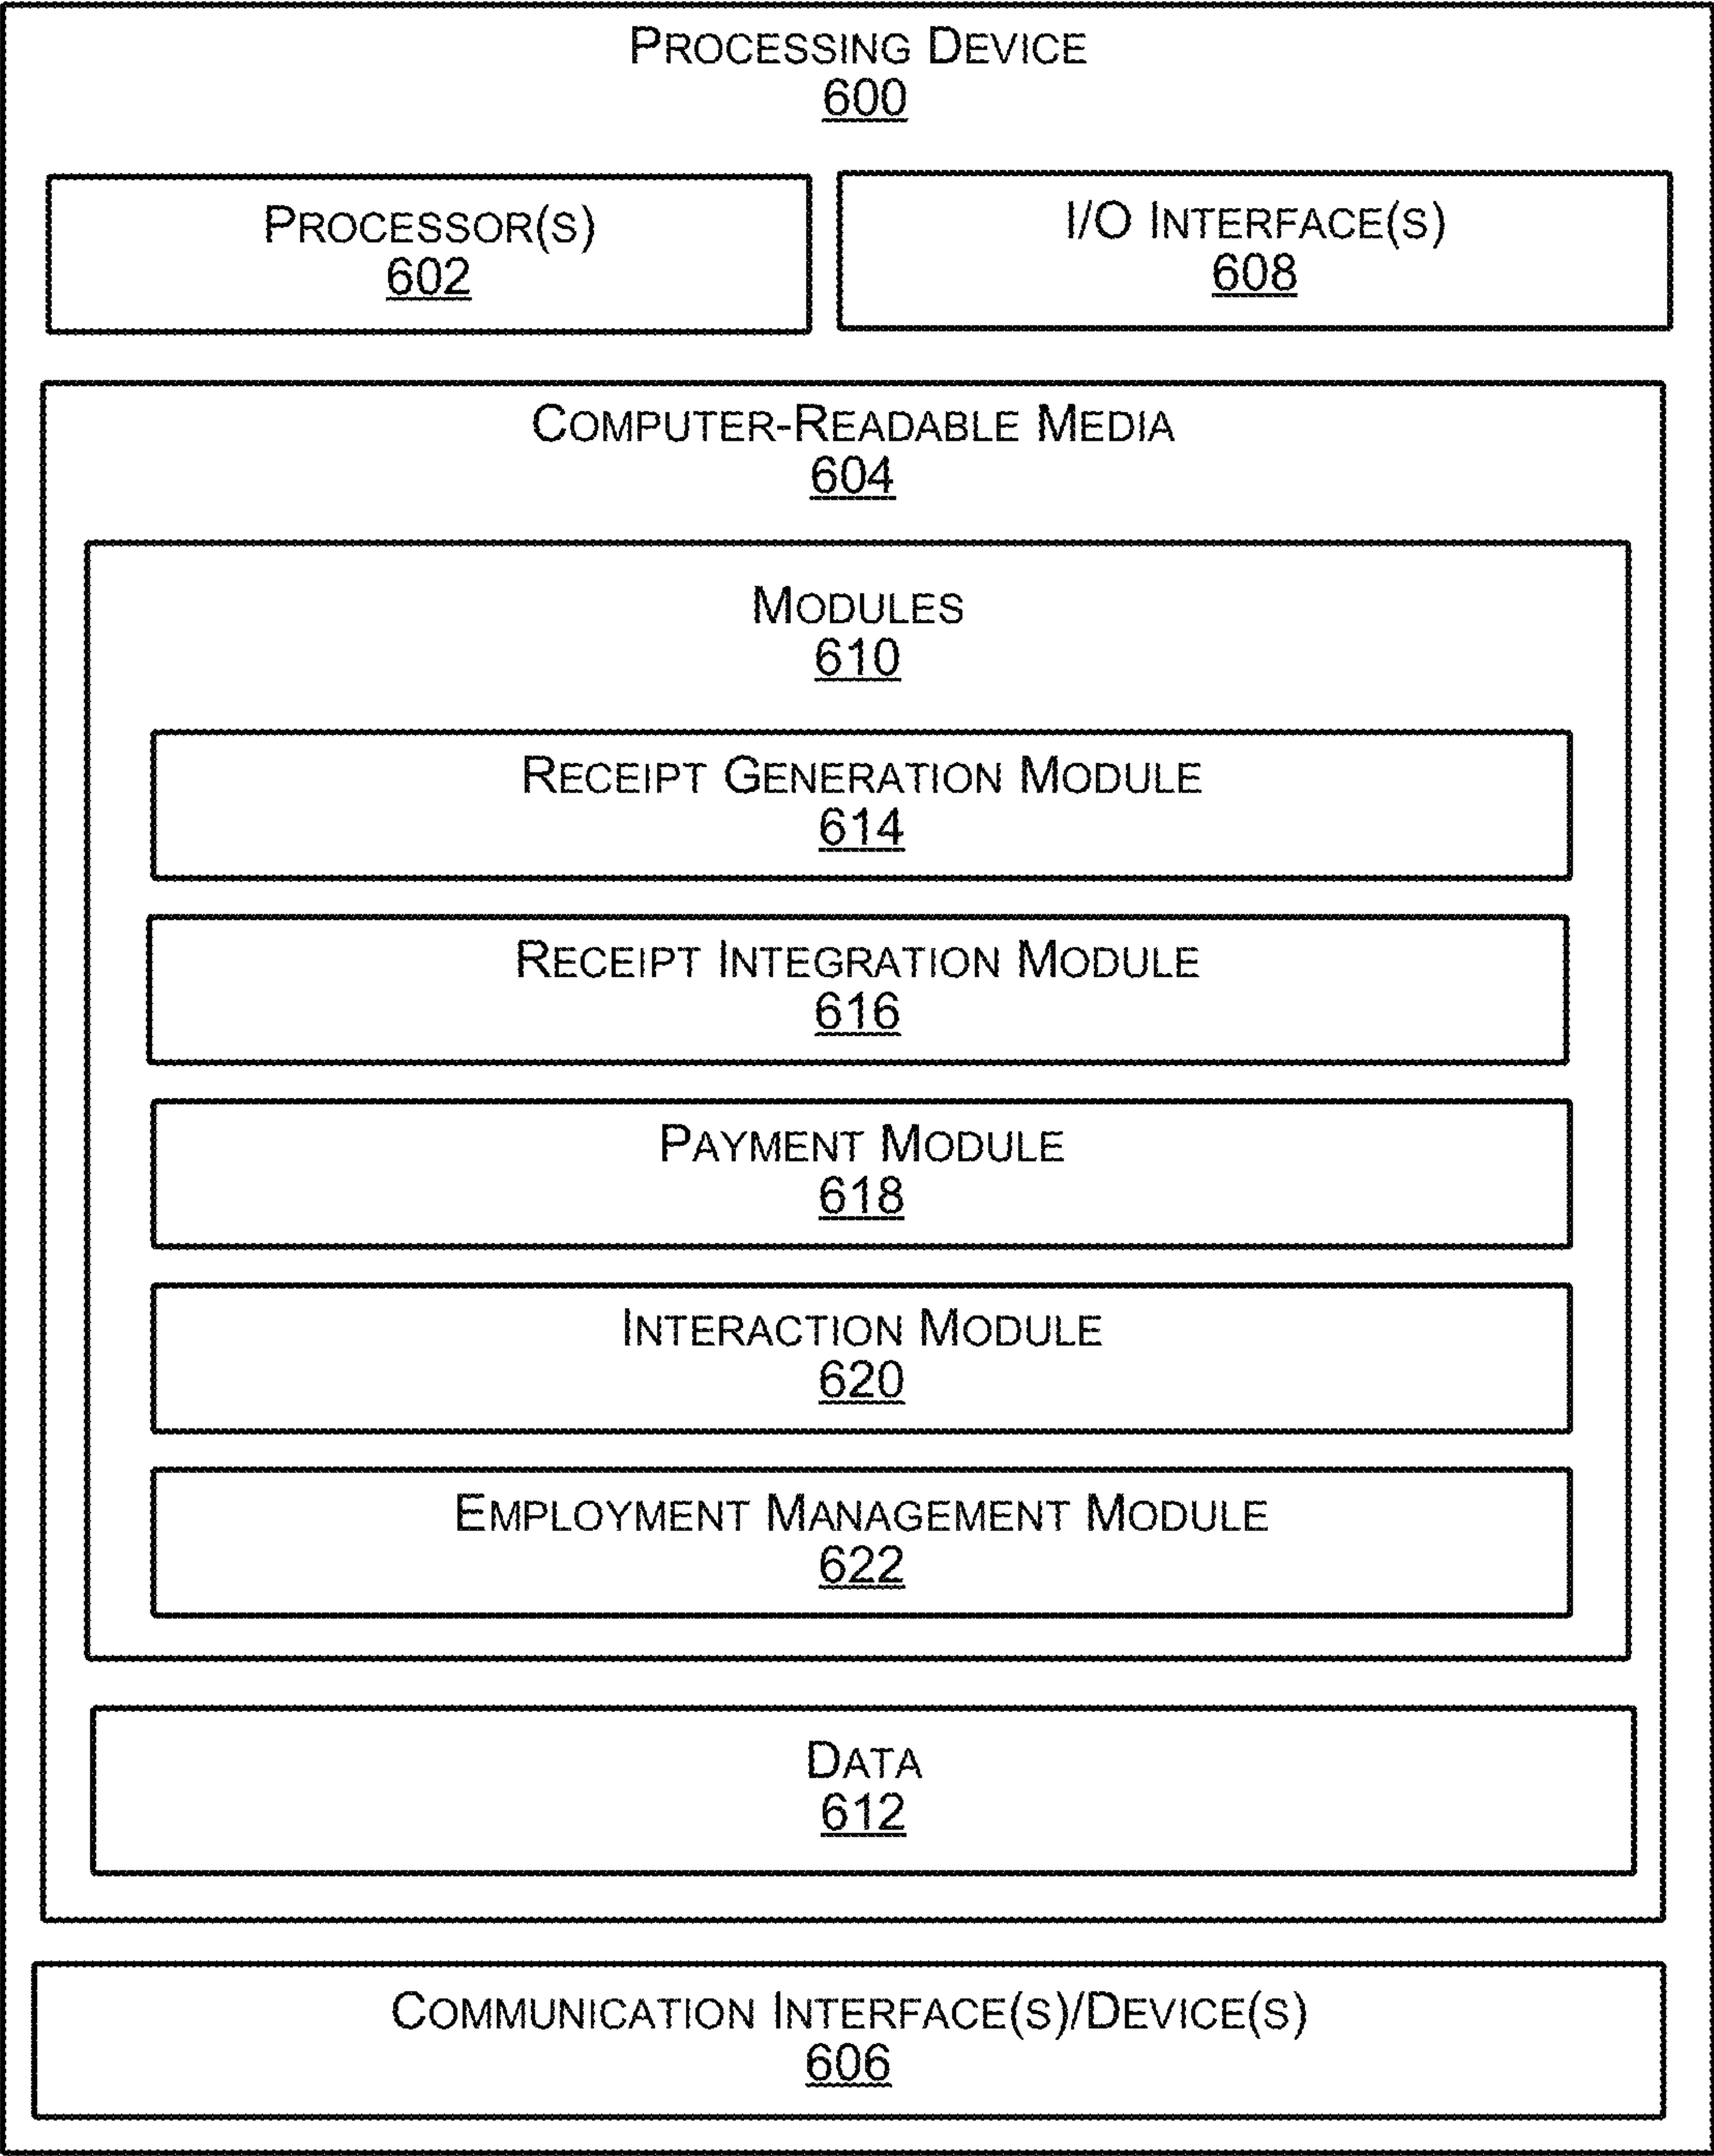 PROCESSING DEVICE
600
PROCESSOR(S)
602
I/O INTERFACE(S)
608
COMPUTER-READABLE MEDIA
604
MODULES
610
RECEIPT GENERATION MODULE
614
RECEIPT INTEGRATION MODULE
616
PAYMENT MODULE
618
INTERACTION MODULE
620
EMPLOYMENT MANAGEMENT MODULE
622
DATA
612
COMMUNICATION INTERFACE(S)/DEVICE(S)
606